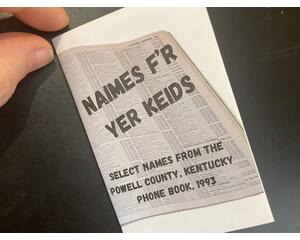 NAIMES F'R
YER KEIDS
SELECT NAMES FROM THE
POWELL COUNTY, KENTUCKY
PHONE BOOK, 1993